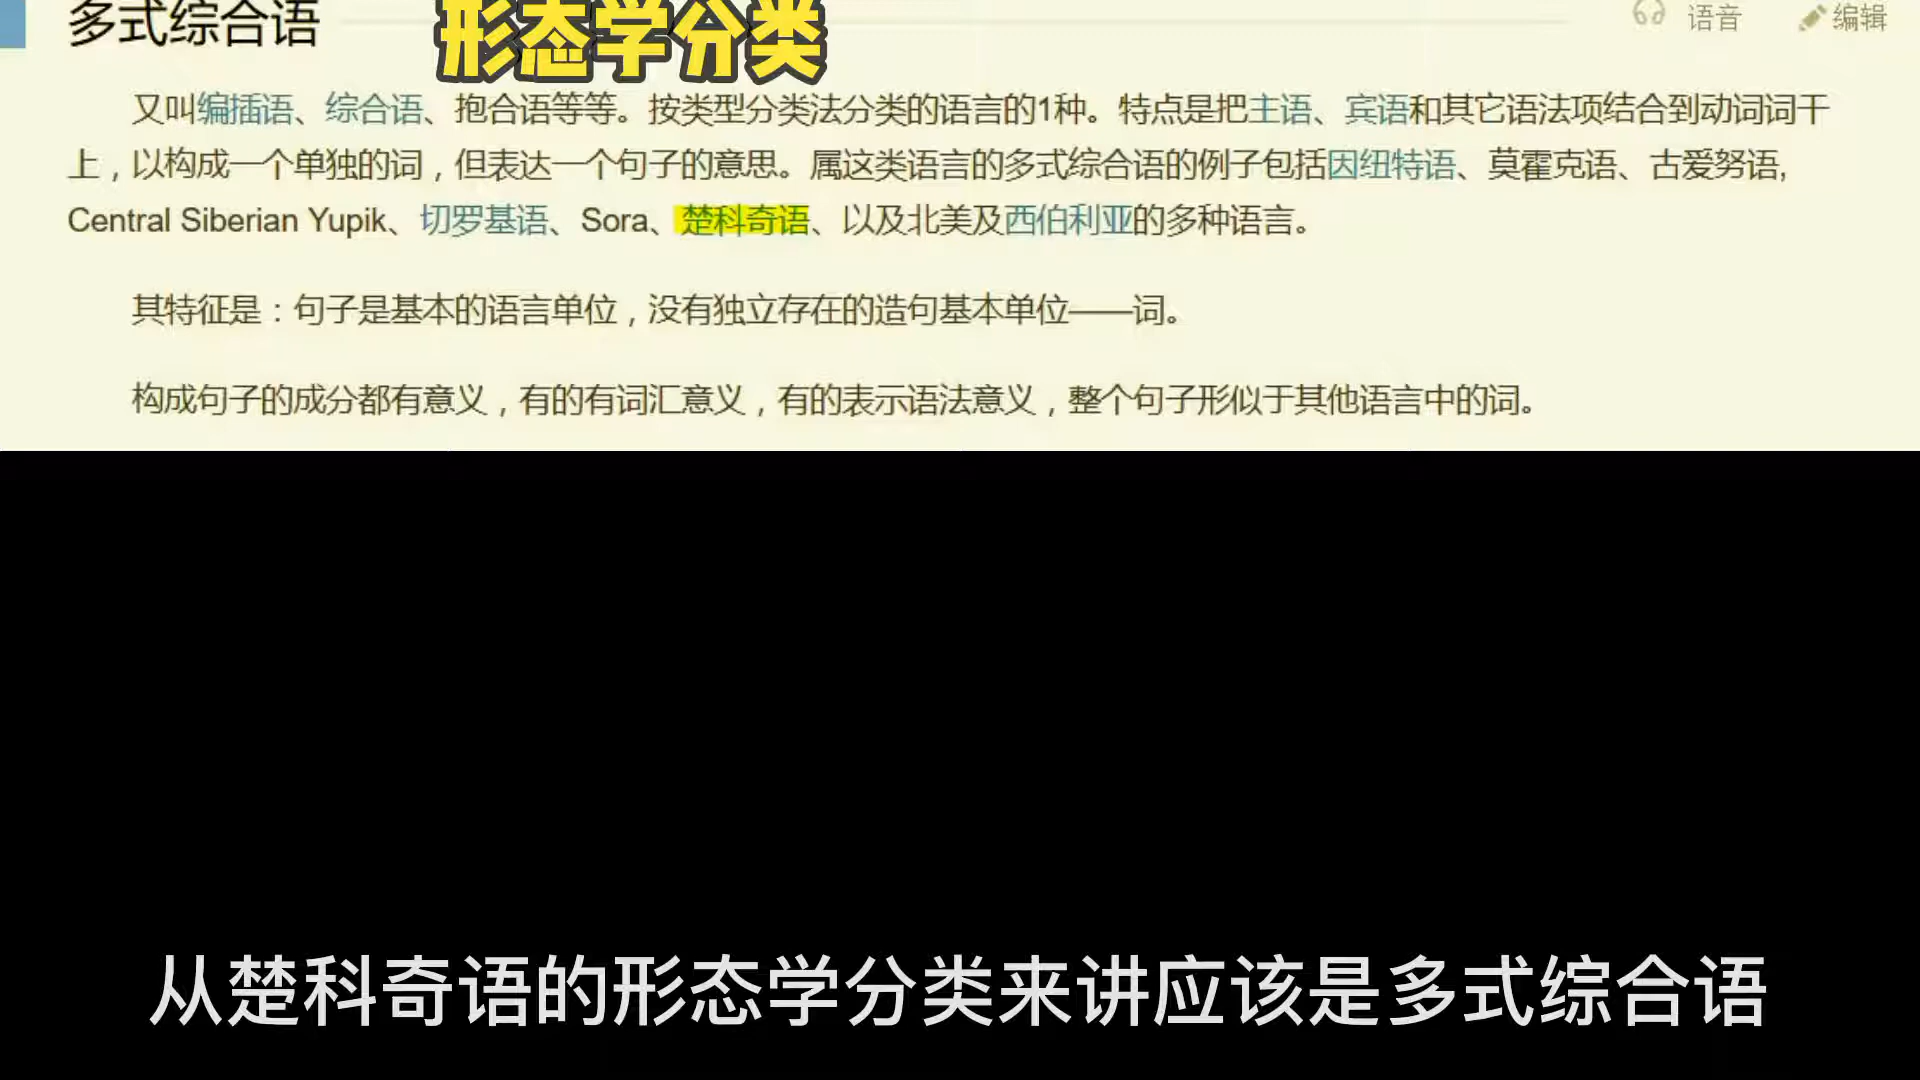 多式综合语
形态学分类
语音
编辑
又叫编插语、综合语、抱合语等等。按类型分类法分类的语言的1种。特点是把主语、宾语和其它语法项结合到动词词干
上，以构成一个单独的词，但表达一个句子的意思。属这类语言的多式综合语的例子包括因纽特语、莫霍克语、古爱努语,
Central Siberian Yupik、切罗基语、Sora、楚科奇语、以及北美及西伯利亚的多种语言。
其特征是：句子是基本的语言单位，没有独立存在的造句基本单位——词。
构成句子的成分都有意义，有的有词汇意义，有的表示语法意义，整个句子形似于其他语言中的词。
从楚科奇语的形态学分类来讲应该是多式综合语